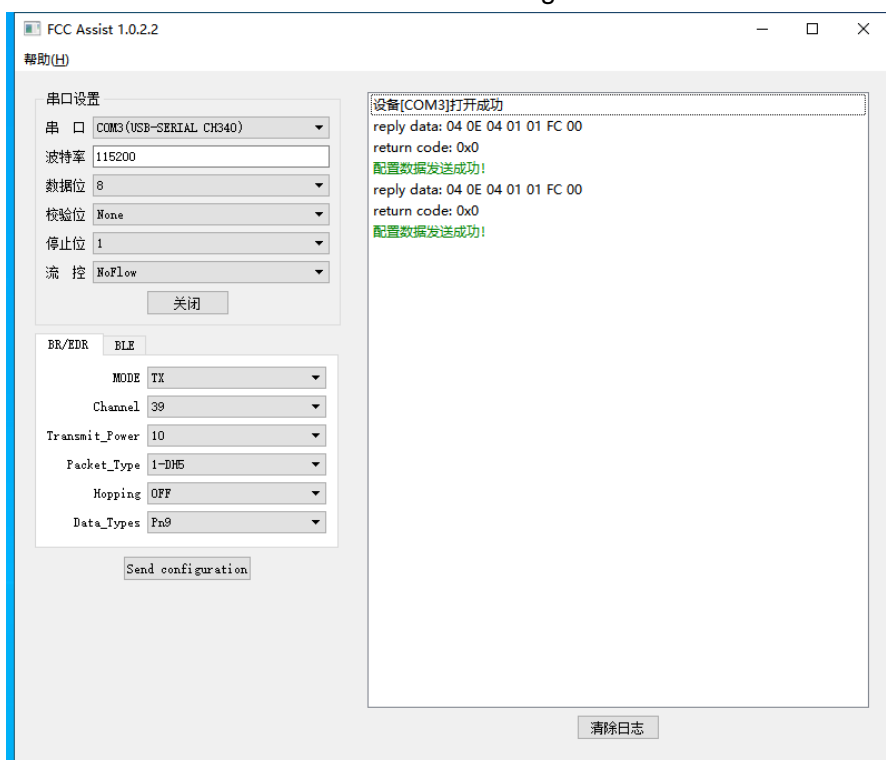 FCC Assist 1.0.2.2
帮助(H)
串口设置
串 口 COM3(USB-SERIAL CH340)
波特率 115200
数据位 8
校验位 None
停止位 1
流 控 NoFlow
关闭
BR/EDR BLE
MODE TX
Channel 39
Transmit_Power 10
Packet_Type 1-DH5
Hopping OFF
Data_Types Pn9
Send configuration
设备[COM3]打开成功
reply data: 04 0E 04 01 01 FC 00
return code: 0x0
配置数据发送成功!
reply data: 04 0E 04 01 01 FC 00
return code: 0x0
配置数据发送成功!
清除日志